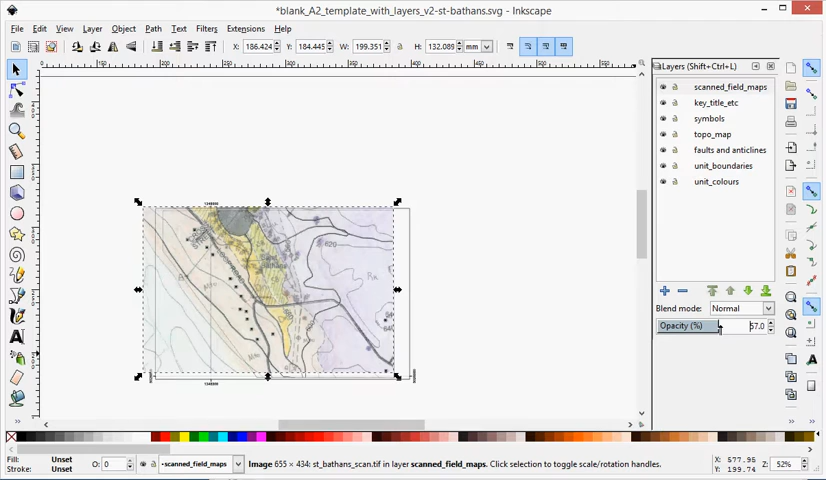 *blank_A2_template_with_layers_v2-st-bathans.svg - Inkscape
File Edit View Layer Object Path Text Filters Extensions Help
X: 186.424 Y: 184.445 W: 199.351 H: 132.089 mm
Layers (Shift+Ctrl+L)
scanned_field_maps
key_title_etc
symbols
topo_map
faults and anticlines
unit_boundaries
unit_colours
Blend mode: Normal
Opacity (%) 57.0
620
Fill: Unset
Stroke: Unset
O: 0
•scanned_field_maps
Image 655 × 434: st_bathans_scan.tif in layer scanned_field_maps. Click selection to toggle scale/rotation handles.
X: 577.95
Y: 199.74
Z: 52%